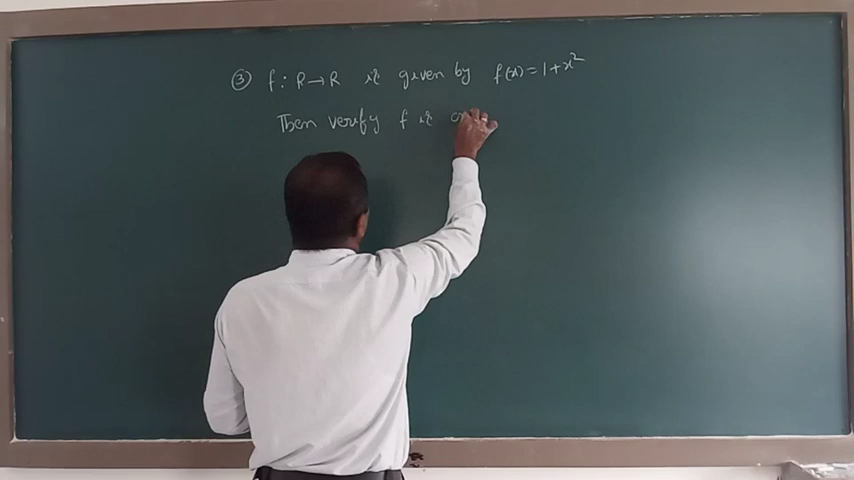 ③ f : R → R is given by f(x) = 1 + x²
Then verify f is